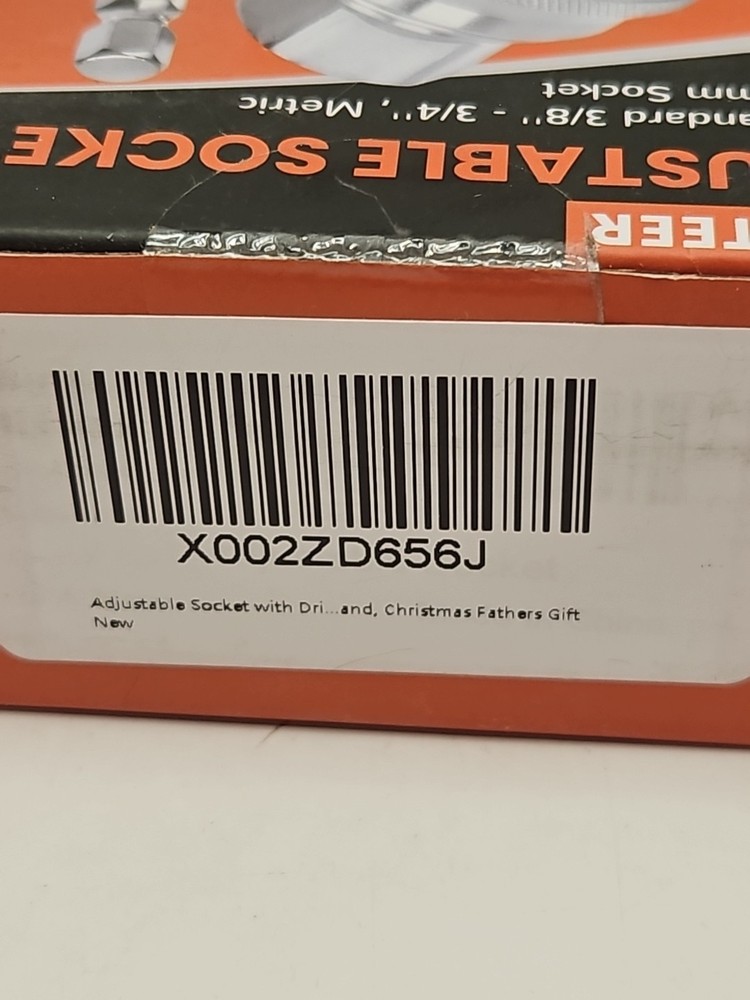 TEER
USTABLE SOCKE
andard 3/8'' - 3/4'', Metric
mm Socket
X002ZD656J
Adjustable Socket with Dri...and, Christmas Fathers Gift
New